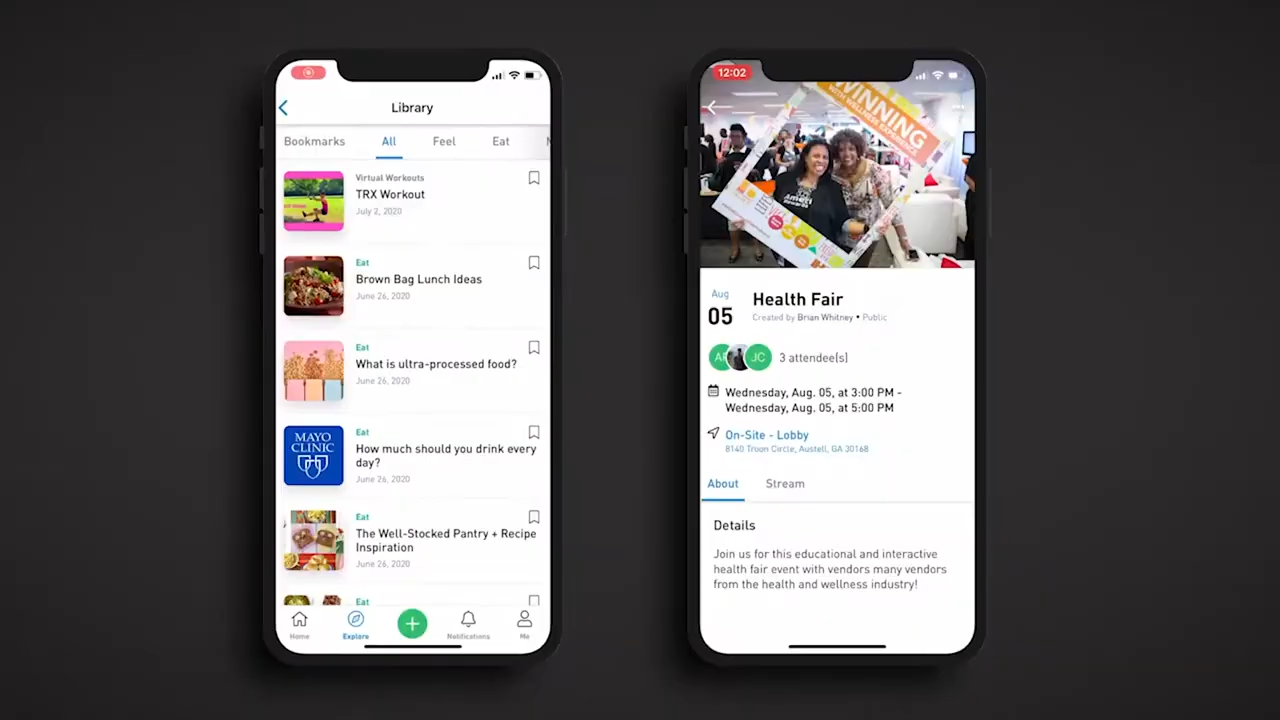 Library
Bookmarks
All
Feel
Eat
Virtual Workouts
TRX Workout
July 2, 2020
Eat
Brown Bag Lunch Ideas
June 26, 2020
Eat
What is ultra-processed food?
June 26, 2020
MAYO
CLINIC
Eat
How much should you drink every
day?
June 26, 2020
Eat
The Well-Stocked Pantry + Recipe
Inspiration
June 26, 2020
Eat
Home
Explore
Notifications
Me
12:02
WINNING
WITH WELLNESS EXPERIENCE
Aug
05
Health Fair
Created by Brian Whitney • Public
JC
3 attendee(s)
Wednesday, Aug. 05, at 3:00 PM -
Wednesday, Aug. 05, at 5:00 PM
On-Site - Lobby
8140 Troon Circle, Austell, GA 30168
About
Stream
Details
Join us for this educational and interactive
health fair event with vendors many vendors
from the health and wellness industry!